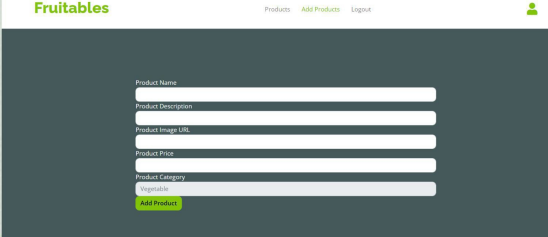 Fruitables
Products Add Products Logout
Product Name
Product Description
Product Image URL
Product Price
Product Category
Vegetable
Add Product